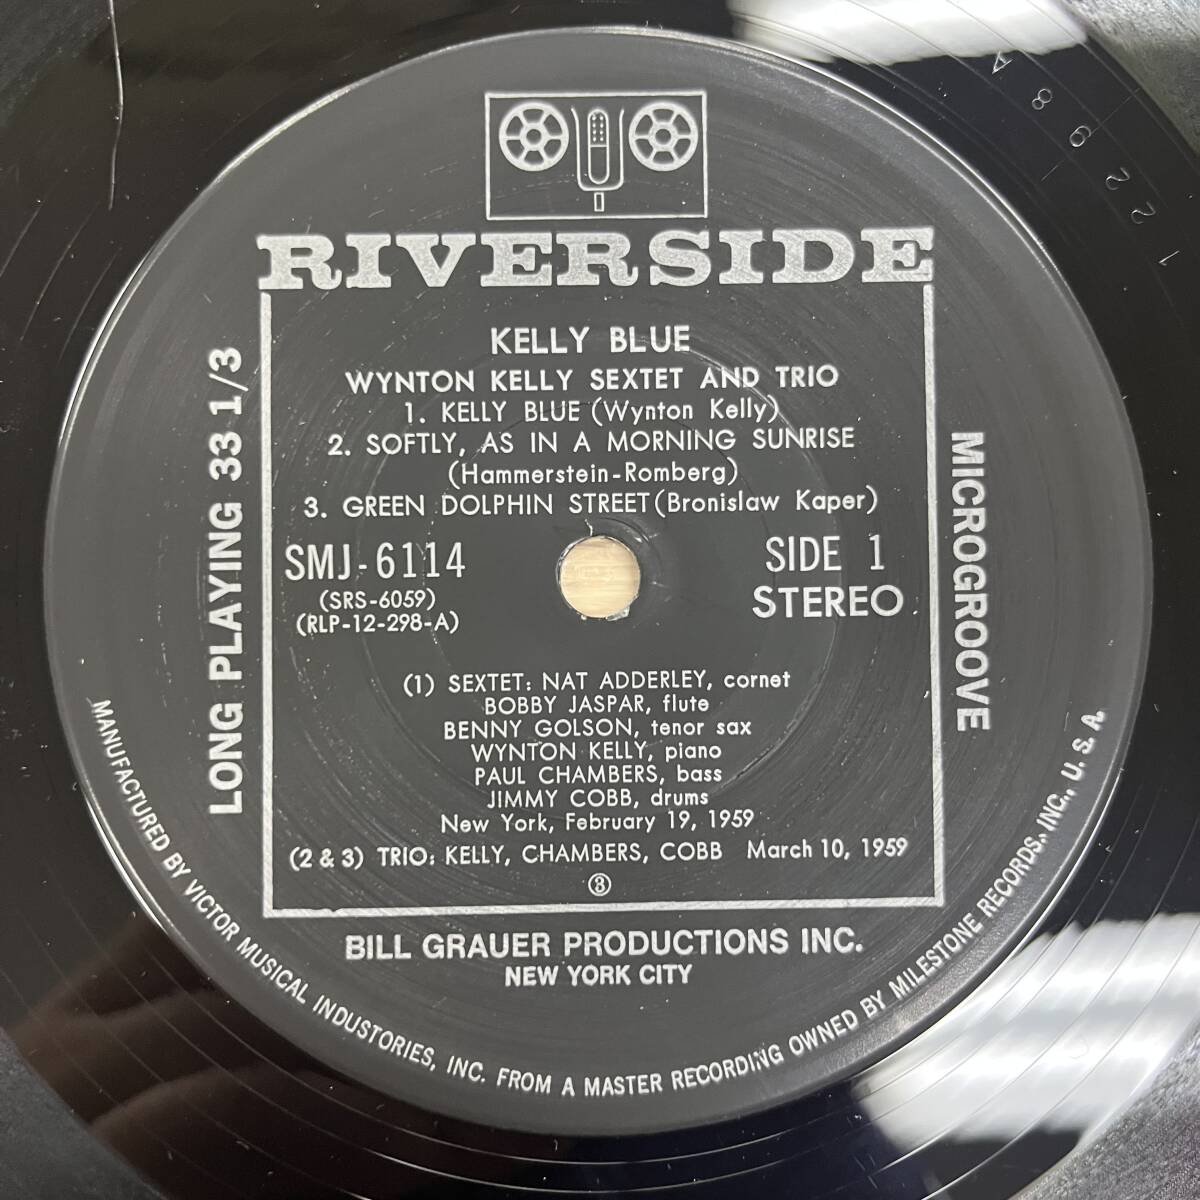 RIVERSIDE
KELLY BLUE
WYNTON KELLY SEXTET AND TRIO
1. KELLY BLUE (Wynton Kelly)
2. SOFTLY, AS IN A MORNING SUNRISE
(Hammerstein-Romberg)
3. GREEN DOLPHIN STREET (Bronislaw Kaper)
SMJ-6114
(SRS-6059)
(RLP-12-298-A)
SIDE 1
STEREO
(1) SEXTET: NAT ADDERLEY, cornet
BOBBY JASPAR, flute
BENNY GOLSON, tenor sax
WYNTON KELLY, piano
PAUL CHAMBERS, bass
JIMMY COBB, drums
New York, February 19, 1959
(2 & 3) TRIO: KELLY, CHAMBERS, COBB March 10, 1959
③
BILL GRAUER PRODUCTIONS INC.
NEW YORK CITY
LONG PLAYING 33 1/3
MICROGROOVE
MANUFACTURED BY VICTOR MUSICAL INDUSTORIES, INC. FROM A MASTER RECORDING OWNED BY MILESTONE RECORDS, INC., U. S. A.